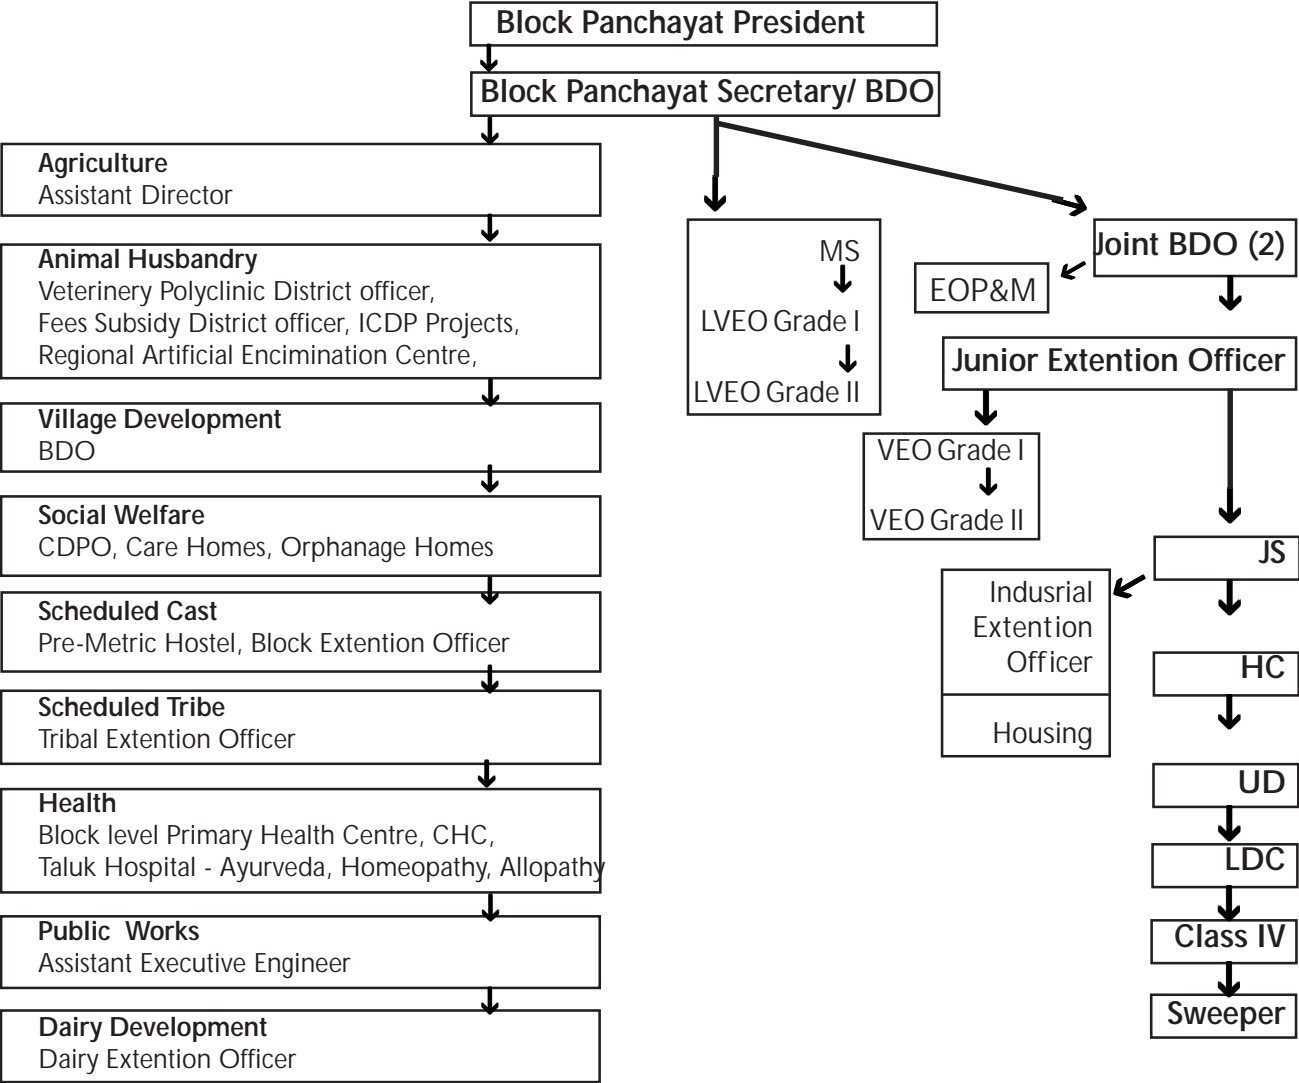 Block Panchayat President
Block Panchayat Secretary/ BDO
Agriculture
Assistant Director
Animal Husbandry
Veterinery Polyclinic District officer,
Fees Subsidy District officer, ICDP Projects,
Regional Artificial Encimination Centre,
Village Development
BDO
Social Welfare
CDPO, Care Homes, Orphanage Homes
Scheduled Cast
Pre-Metric Hostel, Block Extention Officer
Scheduled Tribe
Tribal Extention Officer
Health
Block level Primary Health Centre, CHC,
Taluk Hospital - Ayurveda, Homeopathy, Allopathy
Public Works
Assistant Executive Engineer
Dairy Development
Dairy Extention Officer
MS
LVEO Grade I
LVEO Grade II
Joint BDO (2)
EOP&M
Junior Extention Officer
VEO Grade I
VEO Grade II
JS
Indusrial
Extention
Officer
Housing
HC
UD
LDC
Class IV
Sweeper